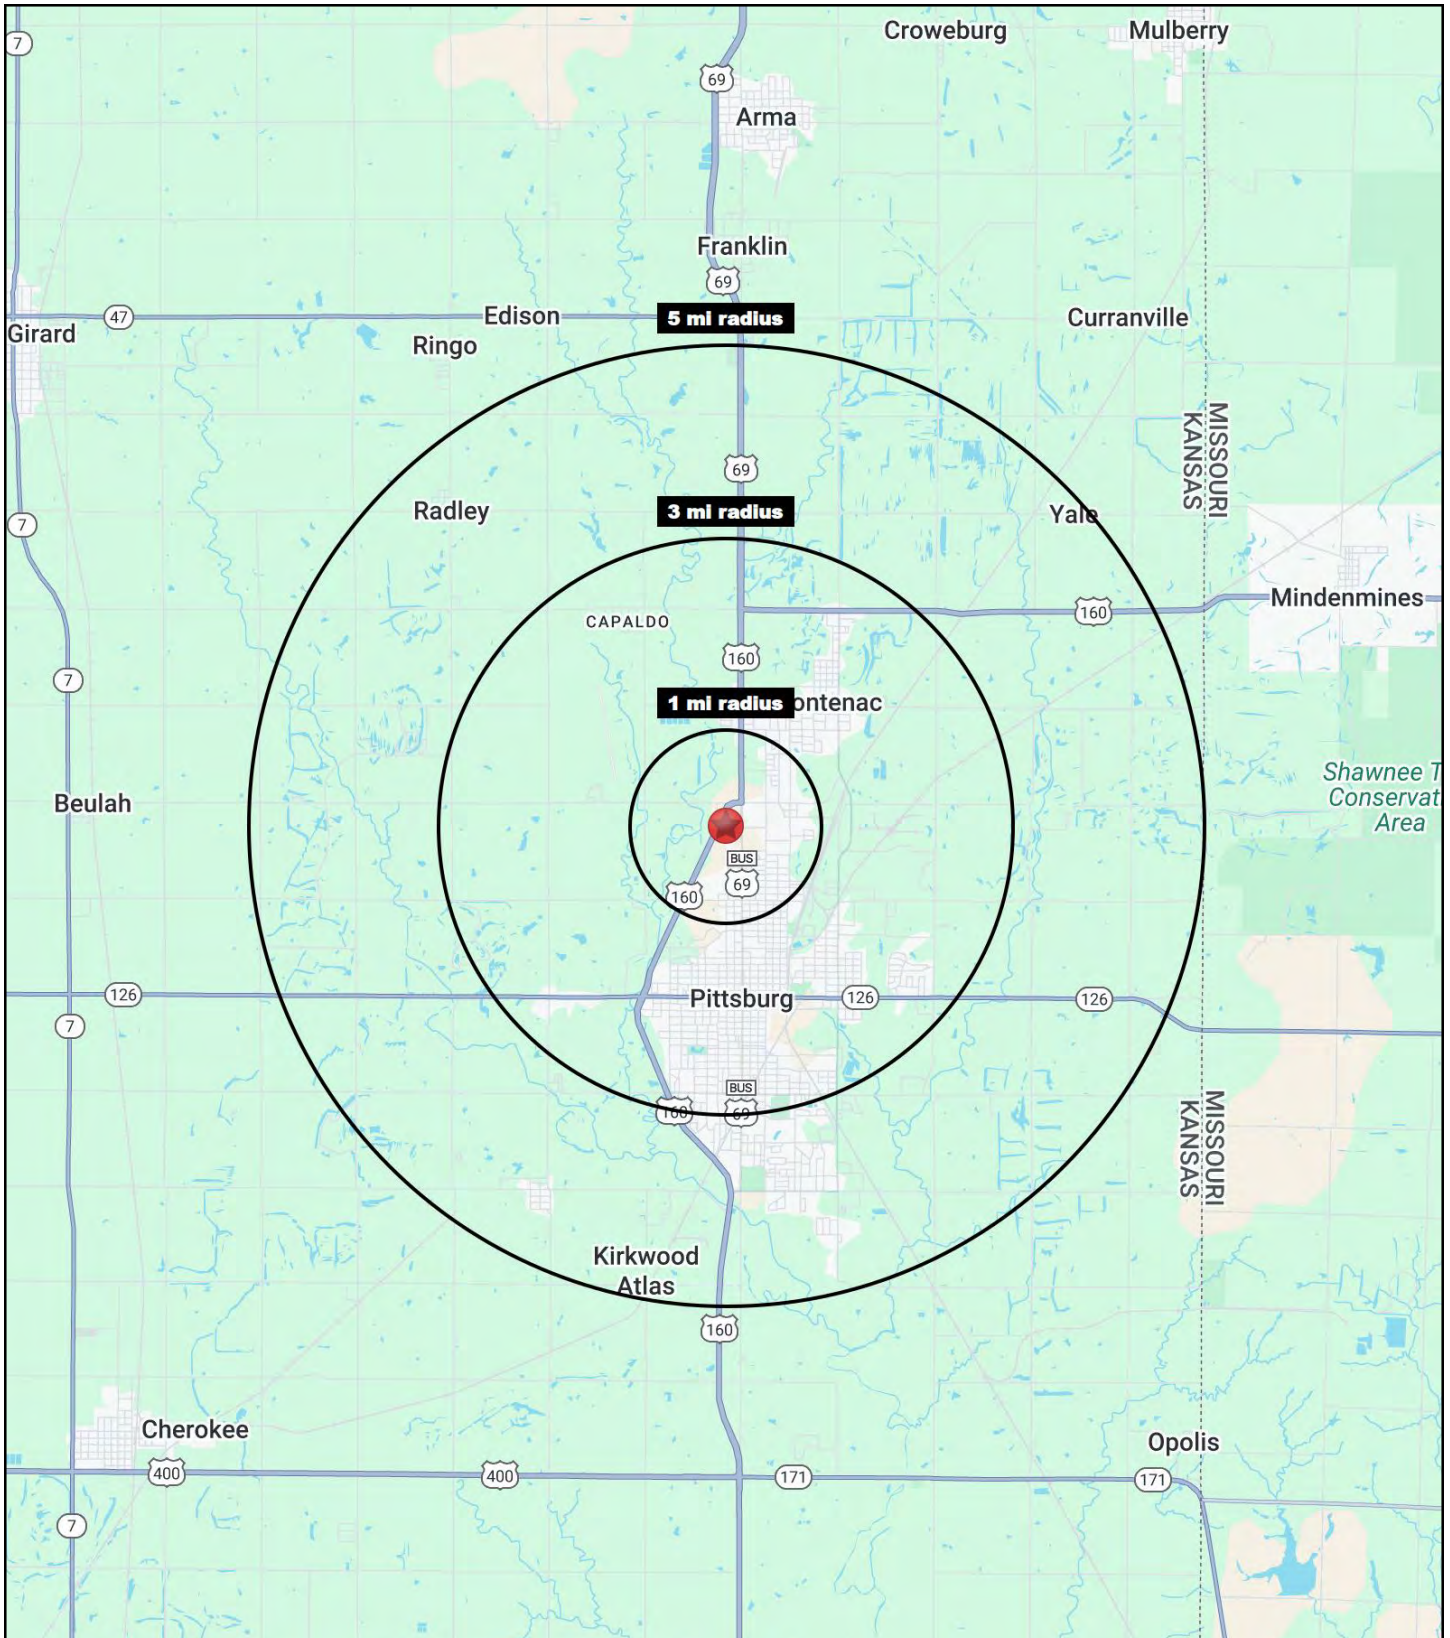 Croweburg
Mulberry
7
69
Arma
Franklin
69
47
Edison
5 mi radius
Curranville
Girard
Ringo
MISSOURI
KANSAS
69
Radley
3 mi radius
Yale
7
Mindenmines
160
CAPALDO
160
7
1 mi radius
ontenac
Shawnee T
Conservat
Area
Beulah
BUS
69
160
126
Pittsburg
126
126
7
BUS
69
160
MISSOURI
KANSAS
Kirkwood
Atlas
160
Cherokee
Opolis
400
400
171
171
7